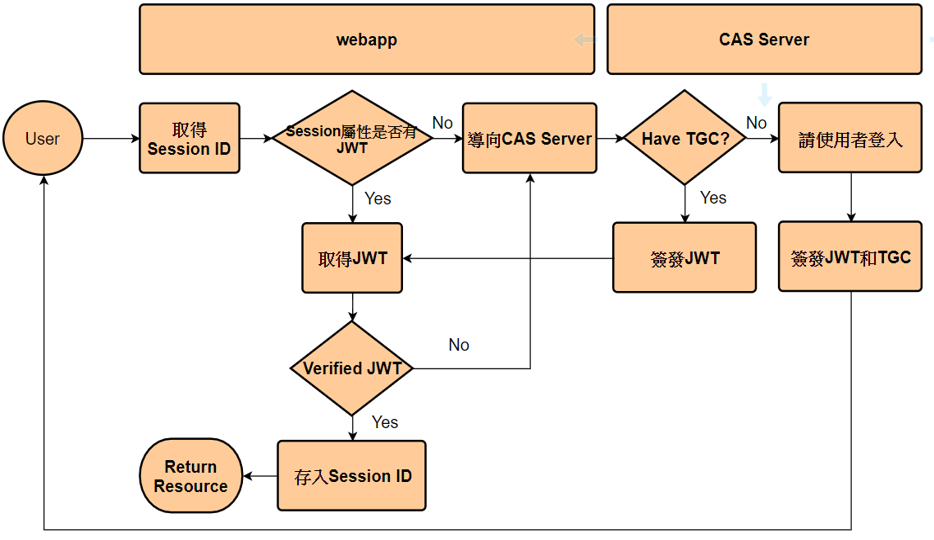 webapp
CAS Server
User
取得
Session ID
Session屬性是否有
JWT
No
導向CAS Server
Have TGC?
No
請使用者登入
Yes
Yes
取得JWT
簽發JWT
簽發JWT和TGC
Verified JWT
No
Yes
Return
Resource
存入Session ID